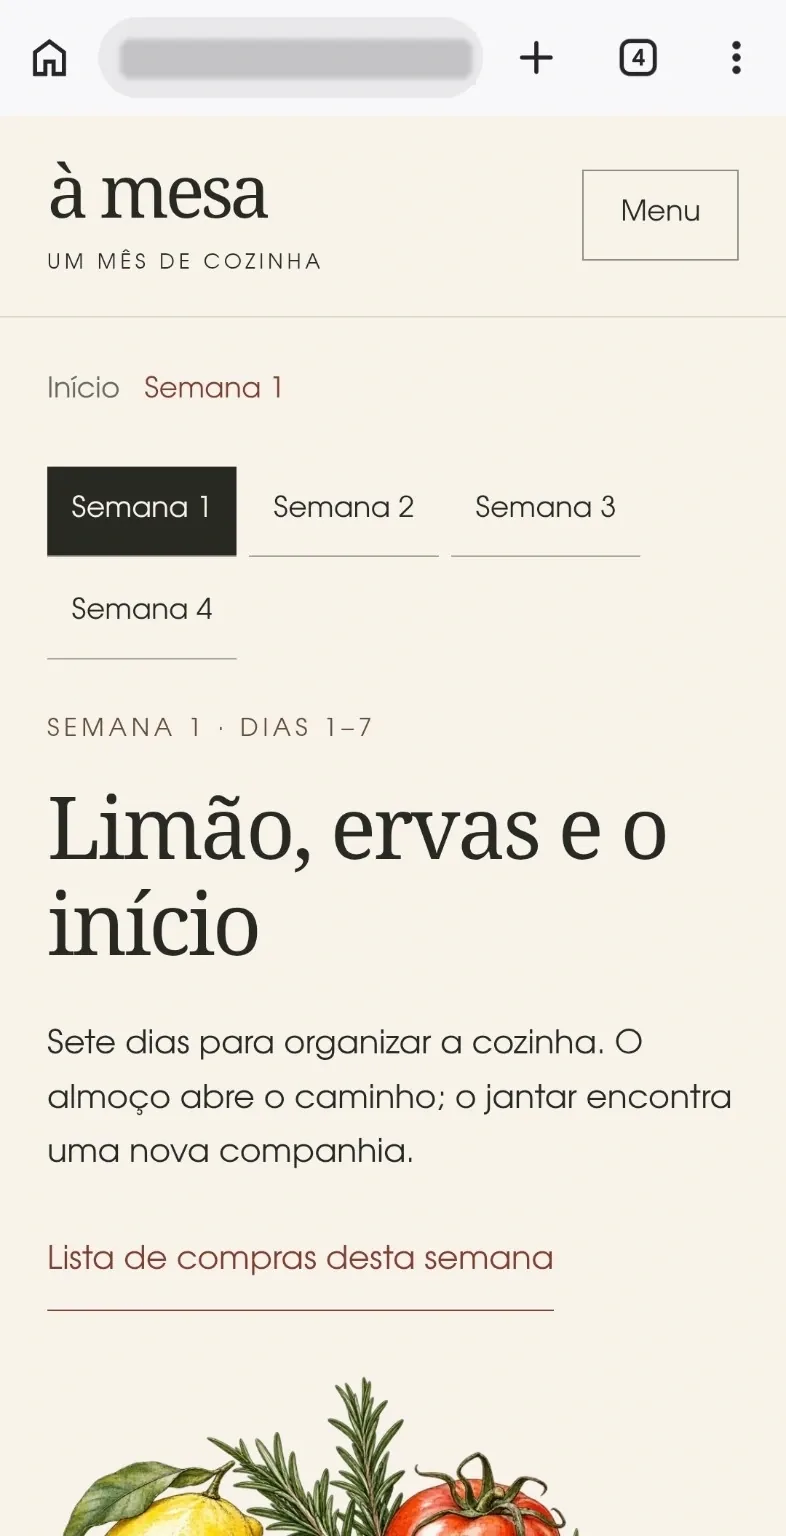 4
à mesa
Menu
UM MÊS DE COZINHA
Início Semana 1
Semana 1 Semana 2 Semana 3
Semana 4
SEMANA 1 · DIAS 1–7
Limão, ervas e o
início
Sete dias para organizar a cozinha. O
almoço abre o caminho; o jantar encontra
uma nova companhia.
Lista de compras desta semana